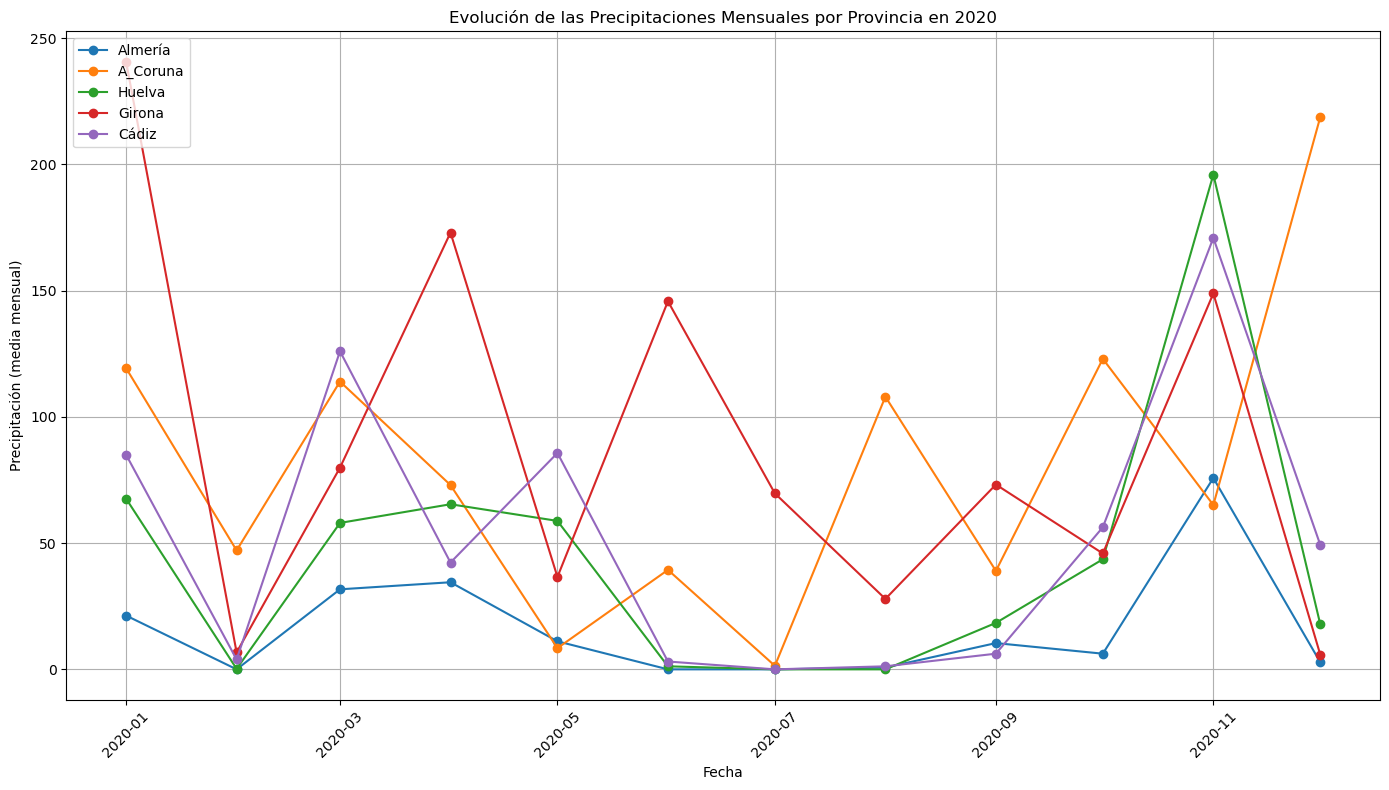 Evolución de las Precipitaciones Mensuales por Provincia en 2020
250
200
150
100
50
0
Precipitación (media mensual)
Almería
A_Coruna
Huelva
Girona
Cádiz
2020-01
2020-03
2020-05
2020-07
2020-09
2020-11
Fecha